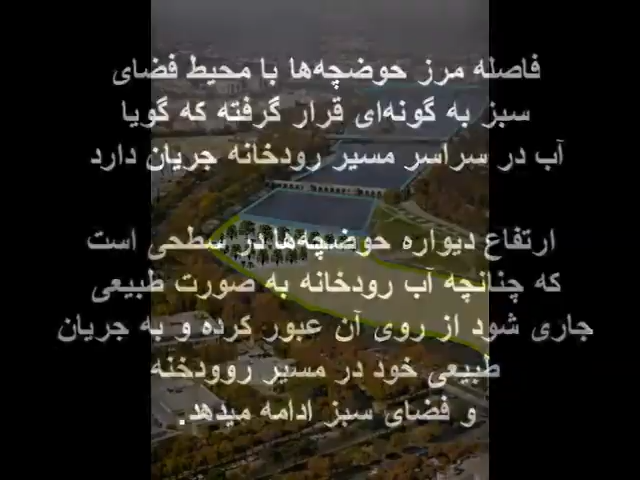 فاصله مرز حوضچه‌ها با محیط فضای
سبز به گونه‌ای قرار گرفته که گویا
آب در سراسر مسیر رودخانه جریان دارد
ارتفاع دیواره حوضچه‌ها در سطحی است
که چنانچه آب رودخانه به صورت طبیعی
جاری شود از روی آن عبور کرده و به جریان
طبیعی خود در مسیر روودخنه
و فضای سبز ادامه میدهد.